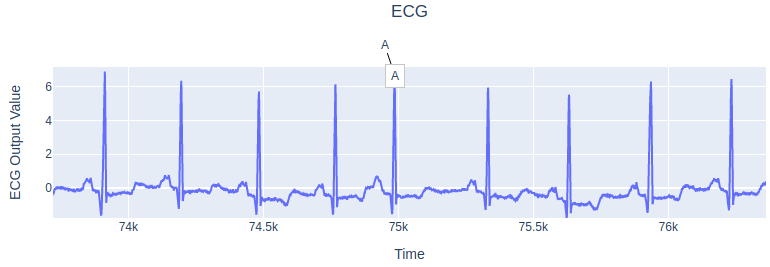 ECG
A
A
6
4
2
0
ECG Output Value
74k
74.5k
75k
75.5k
76k
Time